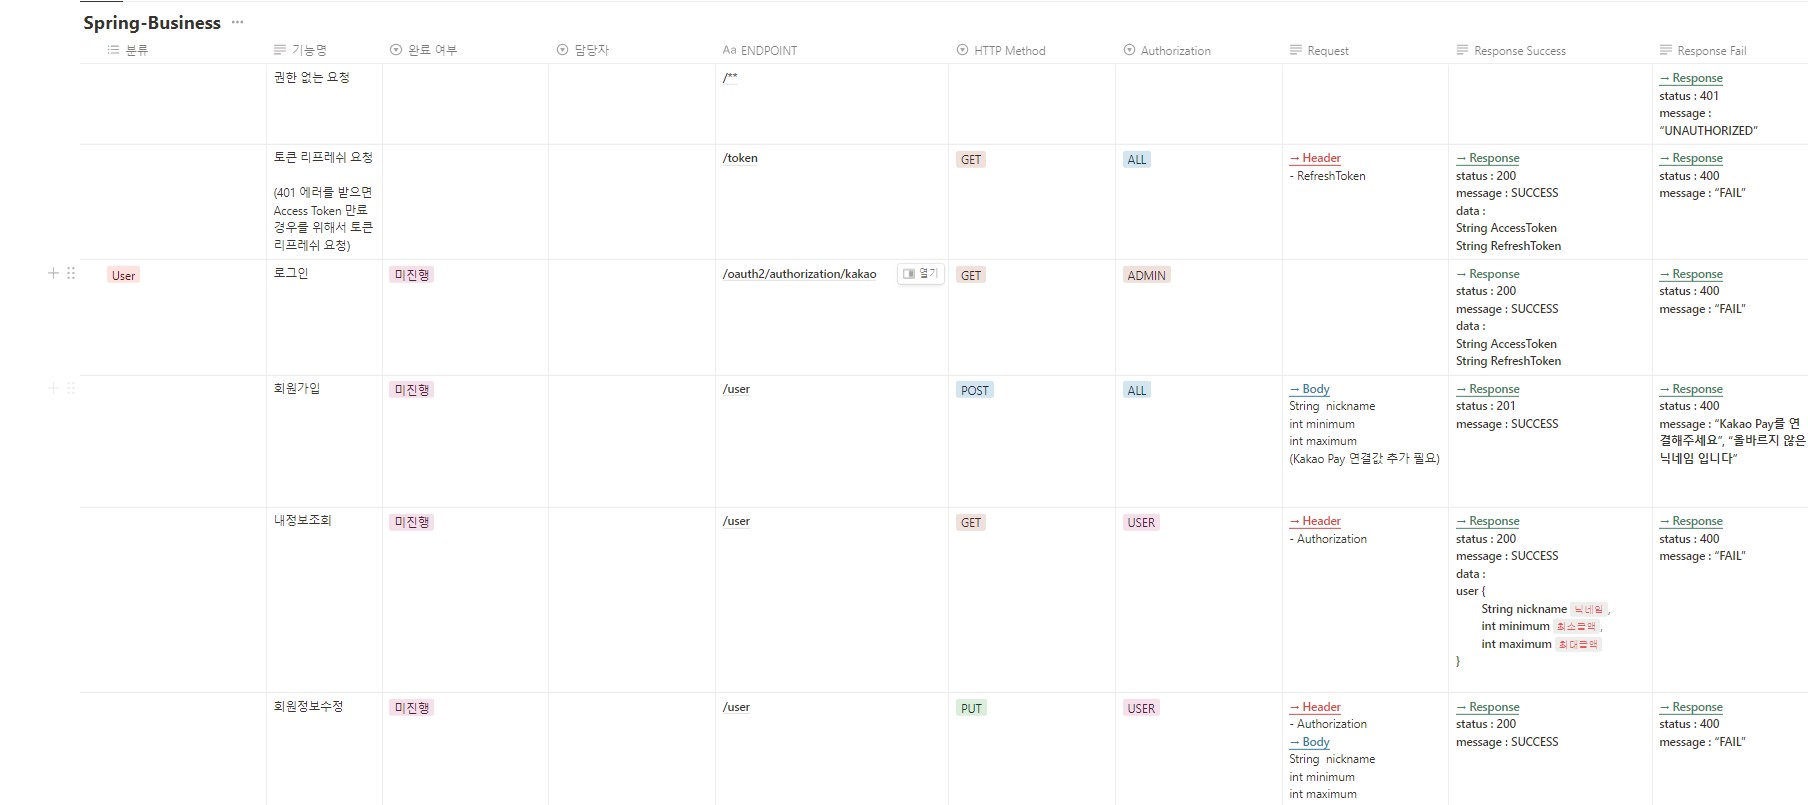 Spring-Business ···
분류 기능명 완료 여부 담당자 Aa ENDPOINT HTTP Method Authorization Request Response Success Response Fail
권한 없는 요청
/**
→ Response
status : 401
message :
“UNAUTHORIZED”
토큰 리프레쉬 요청
(401 에러를 받으면
Access Token 만료
경우를 위해서 토큰
리프레쉬 요청)
/token
GET
ALL
→ Header
- RefreshToken
→ Response
status : 200
message : SUCCESS
data :
String AccessToken
String RefreshToken
→ Response
status : 400
message : “FAIL”
User
로그인
미진행
/oauth2/authorization/kakao
열기
GET
ADMIN
→ Response
status : 200
message : SUCCESS
data :
String AccessToken
String RefreshToken
→ Response
status : 400
message : “FAIL”
회원가입
미진행
/user
POST
ALL
→ Body
String nickname
int minimum
int maximum
(Kakao Pay 연결값 추가 필요)
→ Response
status : 201
message : SUCCESS
→ Response
status : 400
message : “Kakao Pay를 연
결해주세요”, “올바르지 않은
닉네임 입니다”
내정보조회
미진행
/user
GET
USER
→ Header
- Authorization
→ Response
status : 200
message : SUCCESS
data :
user {
String nickname 닉네임,
int minimum 최소금액,
int maximum 최대금액
}
→ Response
status : 400
message : “FAIL”
회원정보수정
미진행
/user
PUT
USER
→ Header
- Authorization
→ Body
String nickname
int minimum
int maximum
→ Response
status : 200
message : SUCCESS
→ Response
status : 400
message : “FAIL”